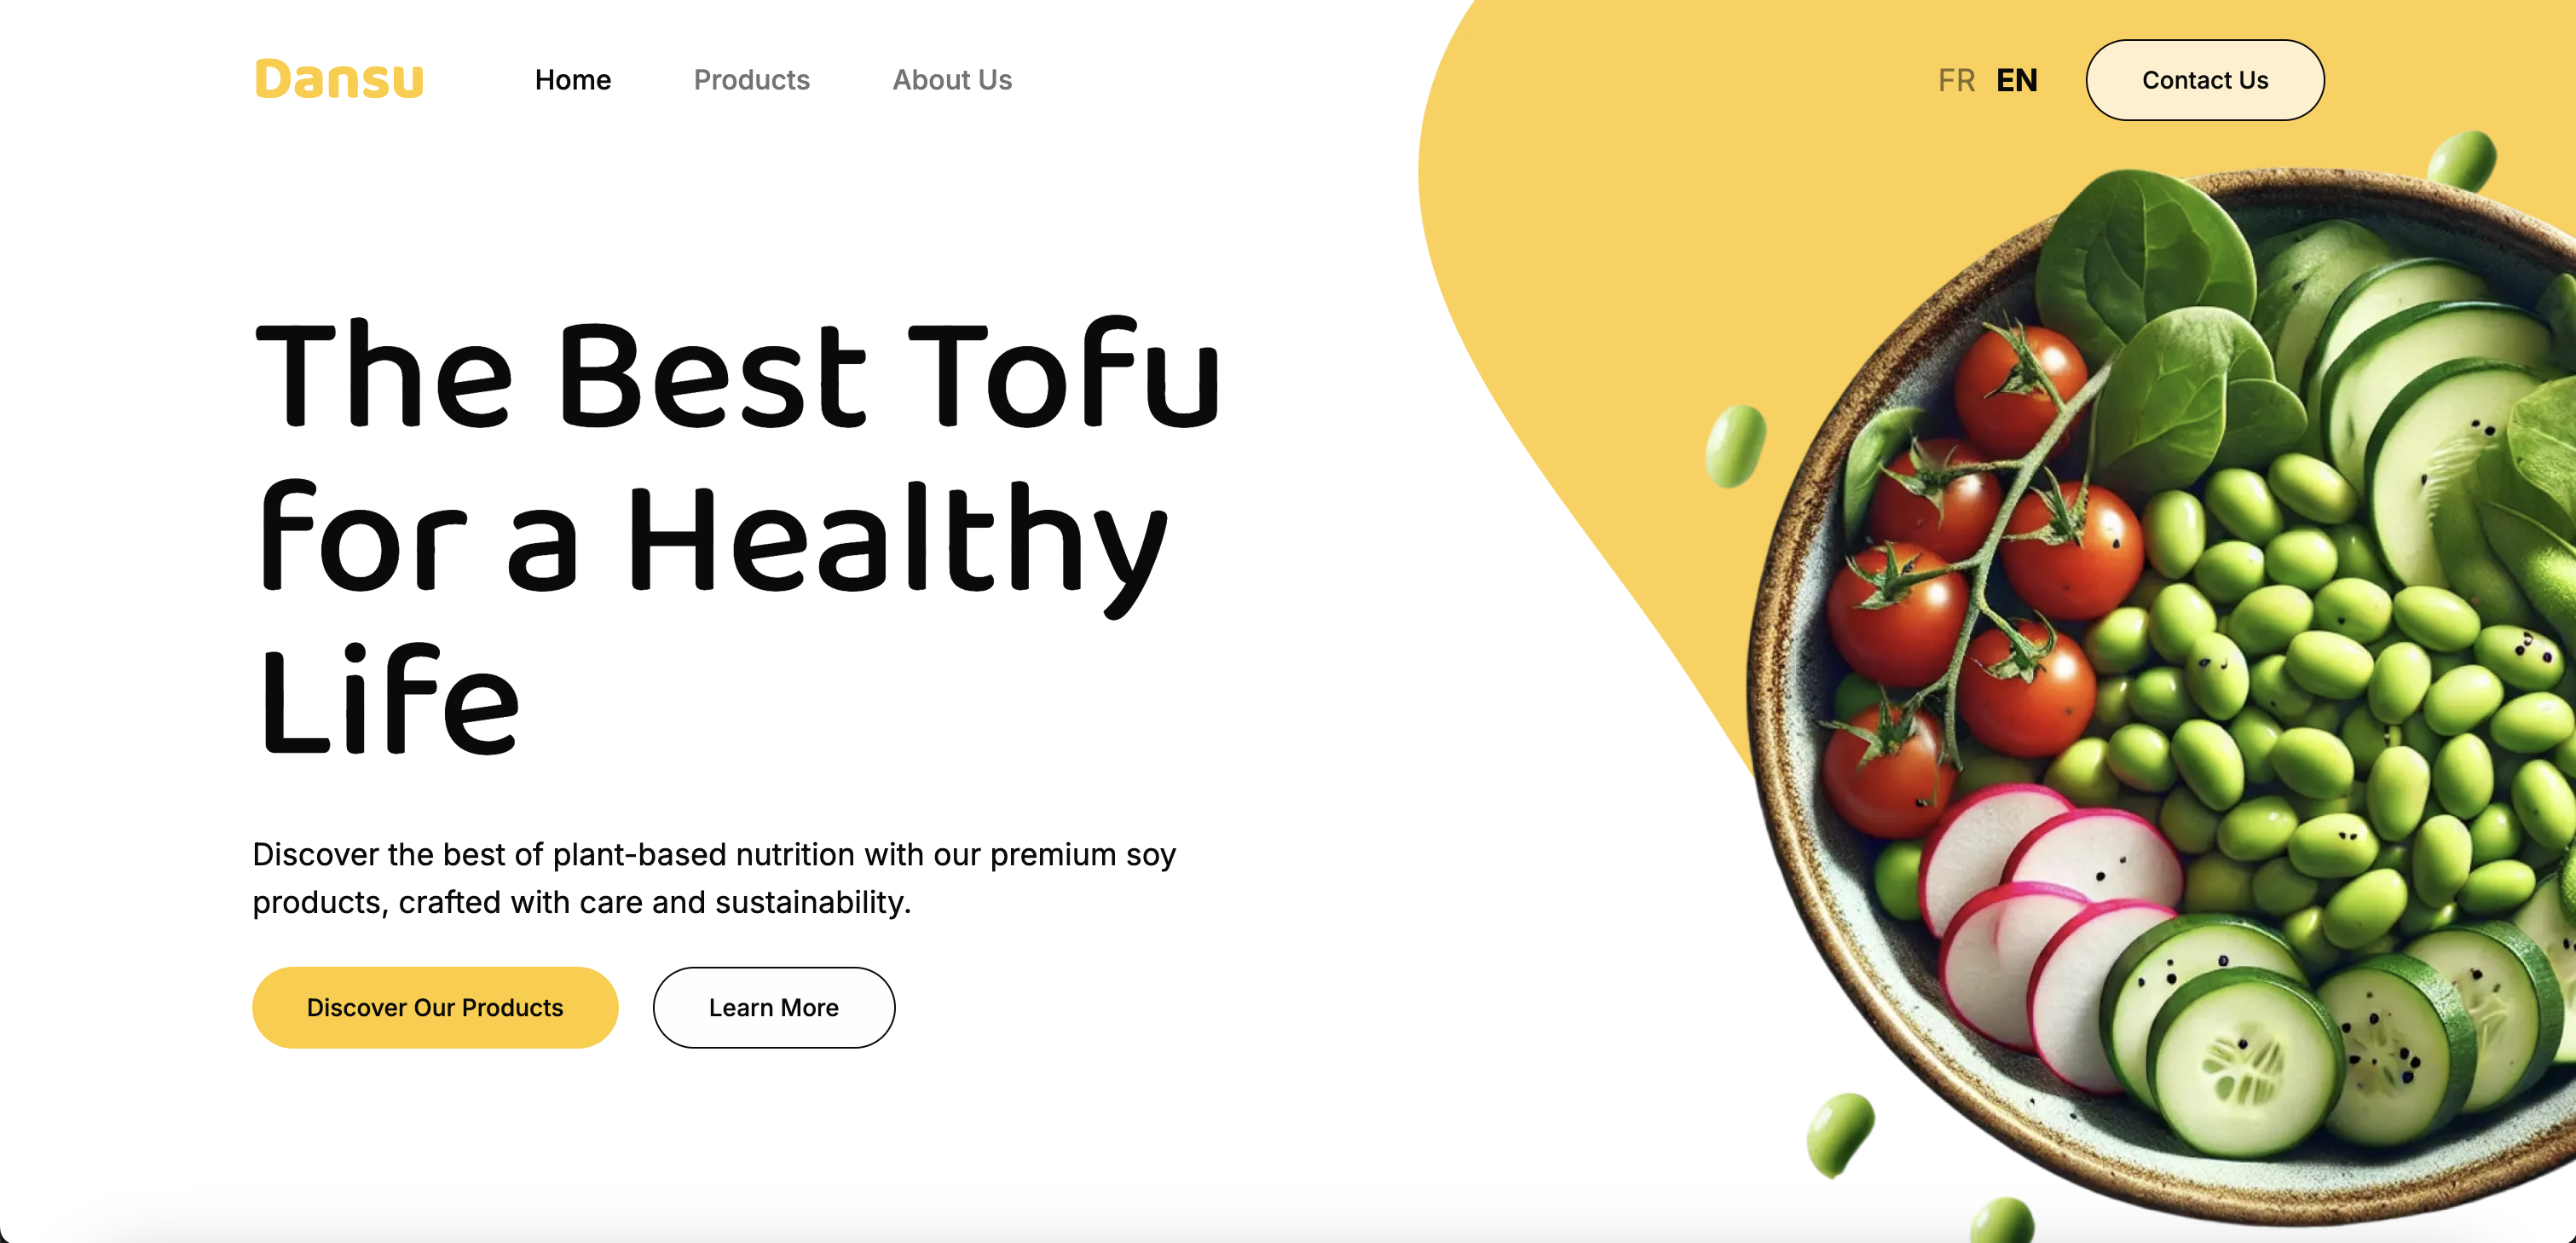 Dansu
Home
Products
About Us
FR EN
Contact Us
The Best Tofu
for a Healthy
Life
Discover the best of plant-based nutrition with our premium soy
products, crafted with care and sustainability.
Discover Our Products
Learn More